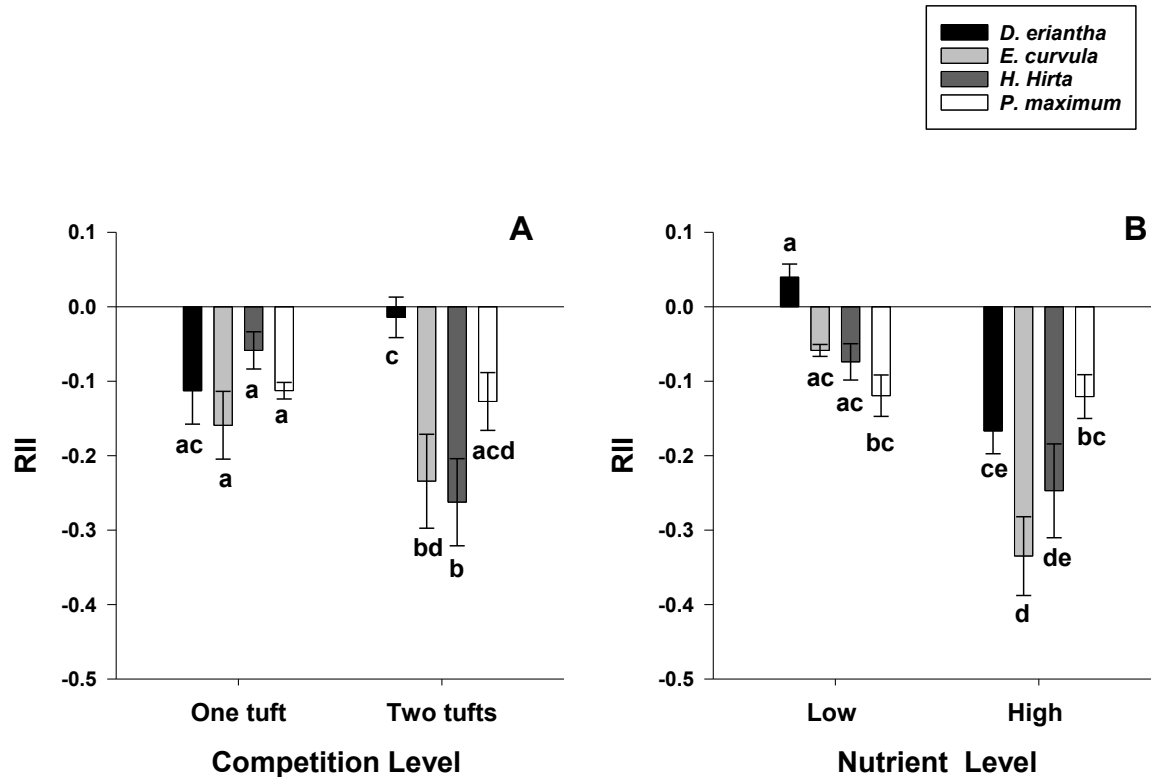 D. eriantha
E. curvula
H. Hirta
P. maximum
A
RII
0.1
0.0
-0.1
-0.2
-0.3
-0.4
-0.5
ac
a
a
a
c
bd
b
acd
One tuft
Two tufts
Competition Level
B
RII
0.1
0.0
-0.1
-0.2
-0.3
-0.4
-0.5
a
ac
ac
bc
ce
d
de
bc
Low
High
Nutrient Level